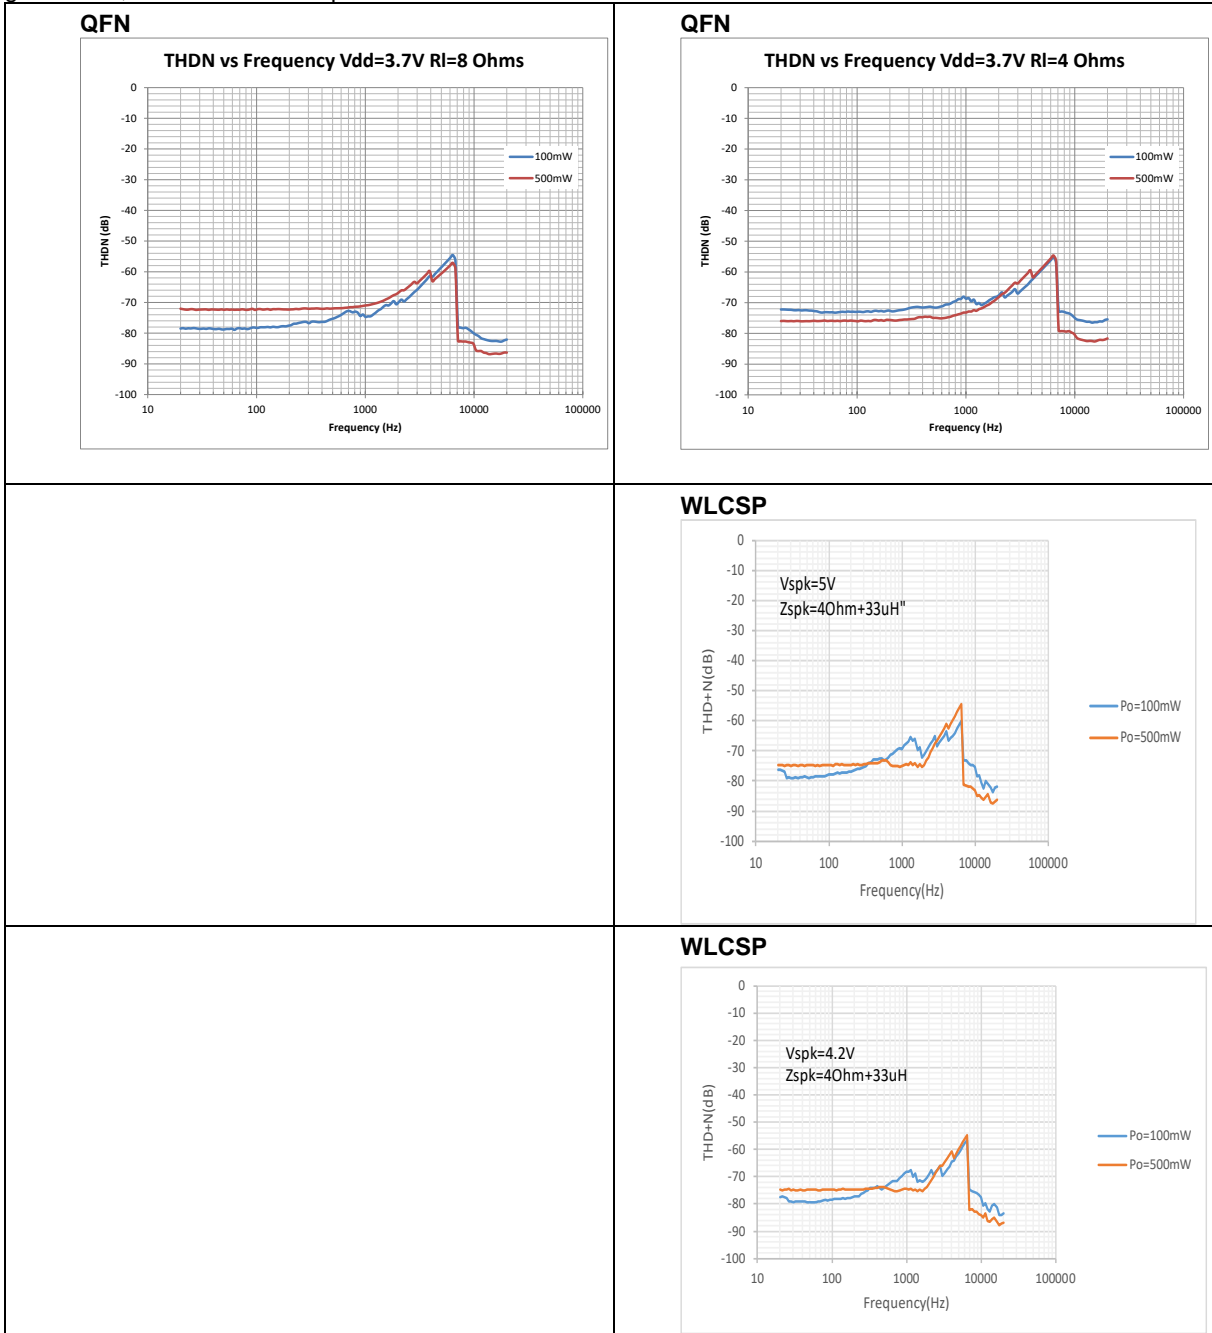 QFN
THDN vs Frequency Vdd=3.7V Rl=8 Ohms
0
-10
-20
-30
-40
-50
-60
-70
-80
-90
-100
THDN (dB)
100mW
500mW
10 100 1000 10000 100000
Frequency (Hz)
QFN
THDN vs Frequency Vdd=3.7V Rl=4 Ohms
0
-10
-20
-30
-40
-50
-60
-70
-80
-90
-100
THDN (dB)
100mW
500mW
10 100 1000 10000 100000
Frequency (Hz)
WLCSP
0
-10
-20
-30
-40
-50
-60
-70
-80
-90
-100
THD+N(dB)
Vspk=5V
Zspk=4Ohm+33uH"
Po=100mW
Po=500mW
10 100 1000 10000 100000
Frequency(Hz)
WLCSP
0
-10
-20
-30
-40
-50
-60
-70
-80
-90
-100
THD+N(dB)
Vspk=4.2V
Zspk=4Ohm+33uH
Po=100mW
Po=500mW
10 100 1000 10000 100000
Frequency(Hz)